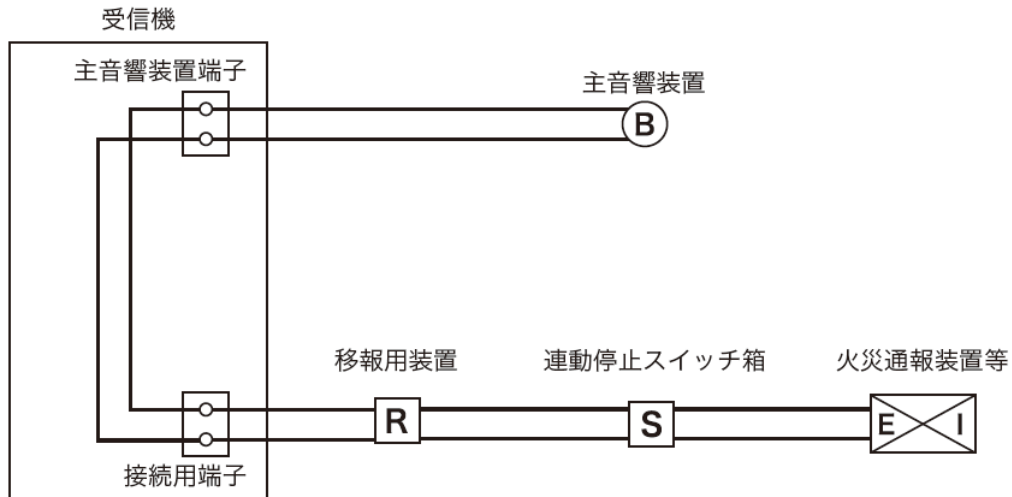 受信機
主音響装置端子
主音響装置
B
移報用装置
連動停止スイッチ箱
火災通報装置等
R
S
E I
接続用端子